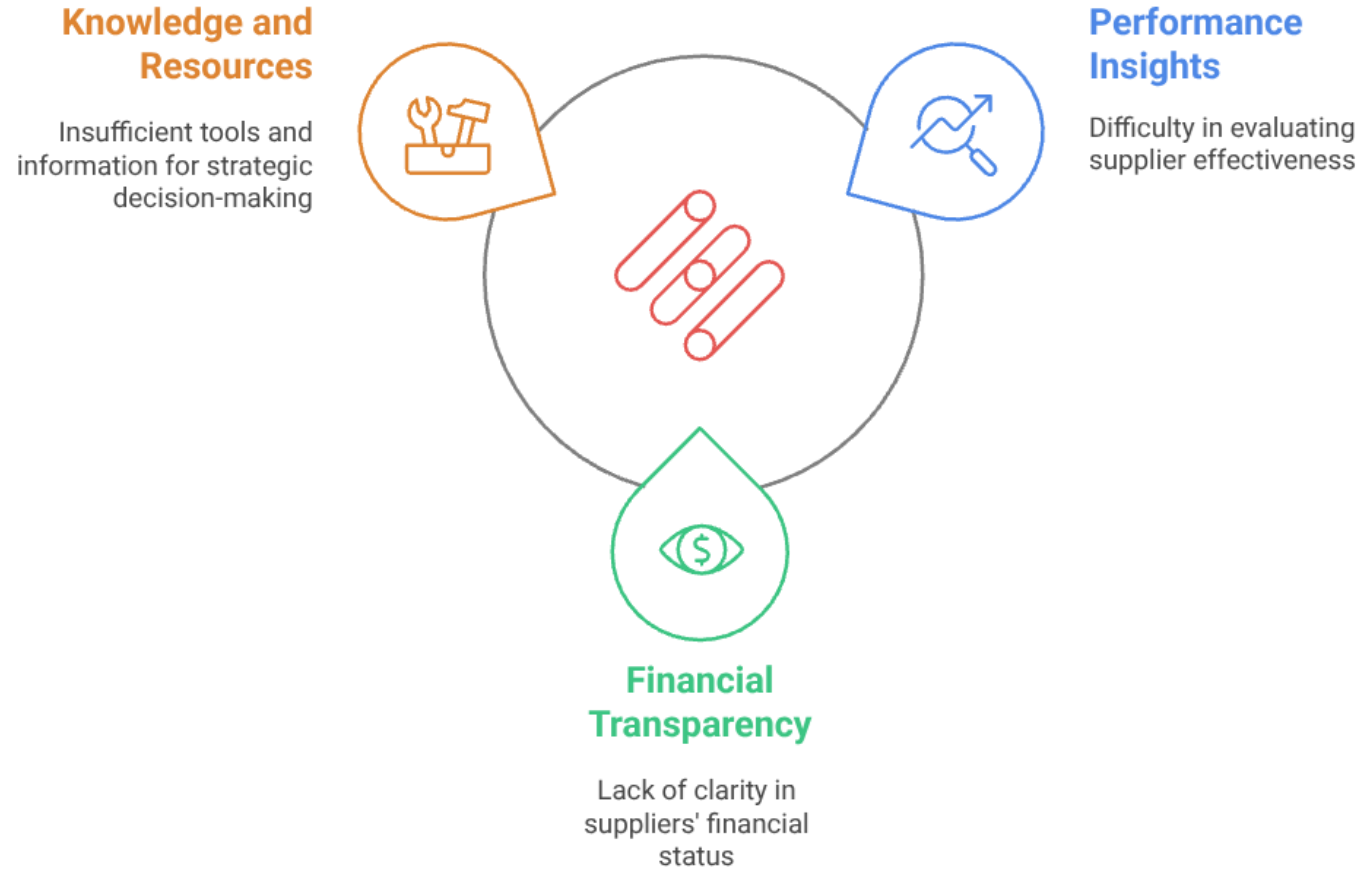 Knowledge and
Resources
Insufficient tools and
information for strategic
decision-making
Performance
Insights
Difficulty in evaluating
supplier effectiveness
$
Financial
Transparency
Lack of clarity in
suppliers' financial
status